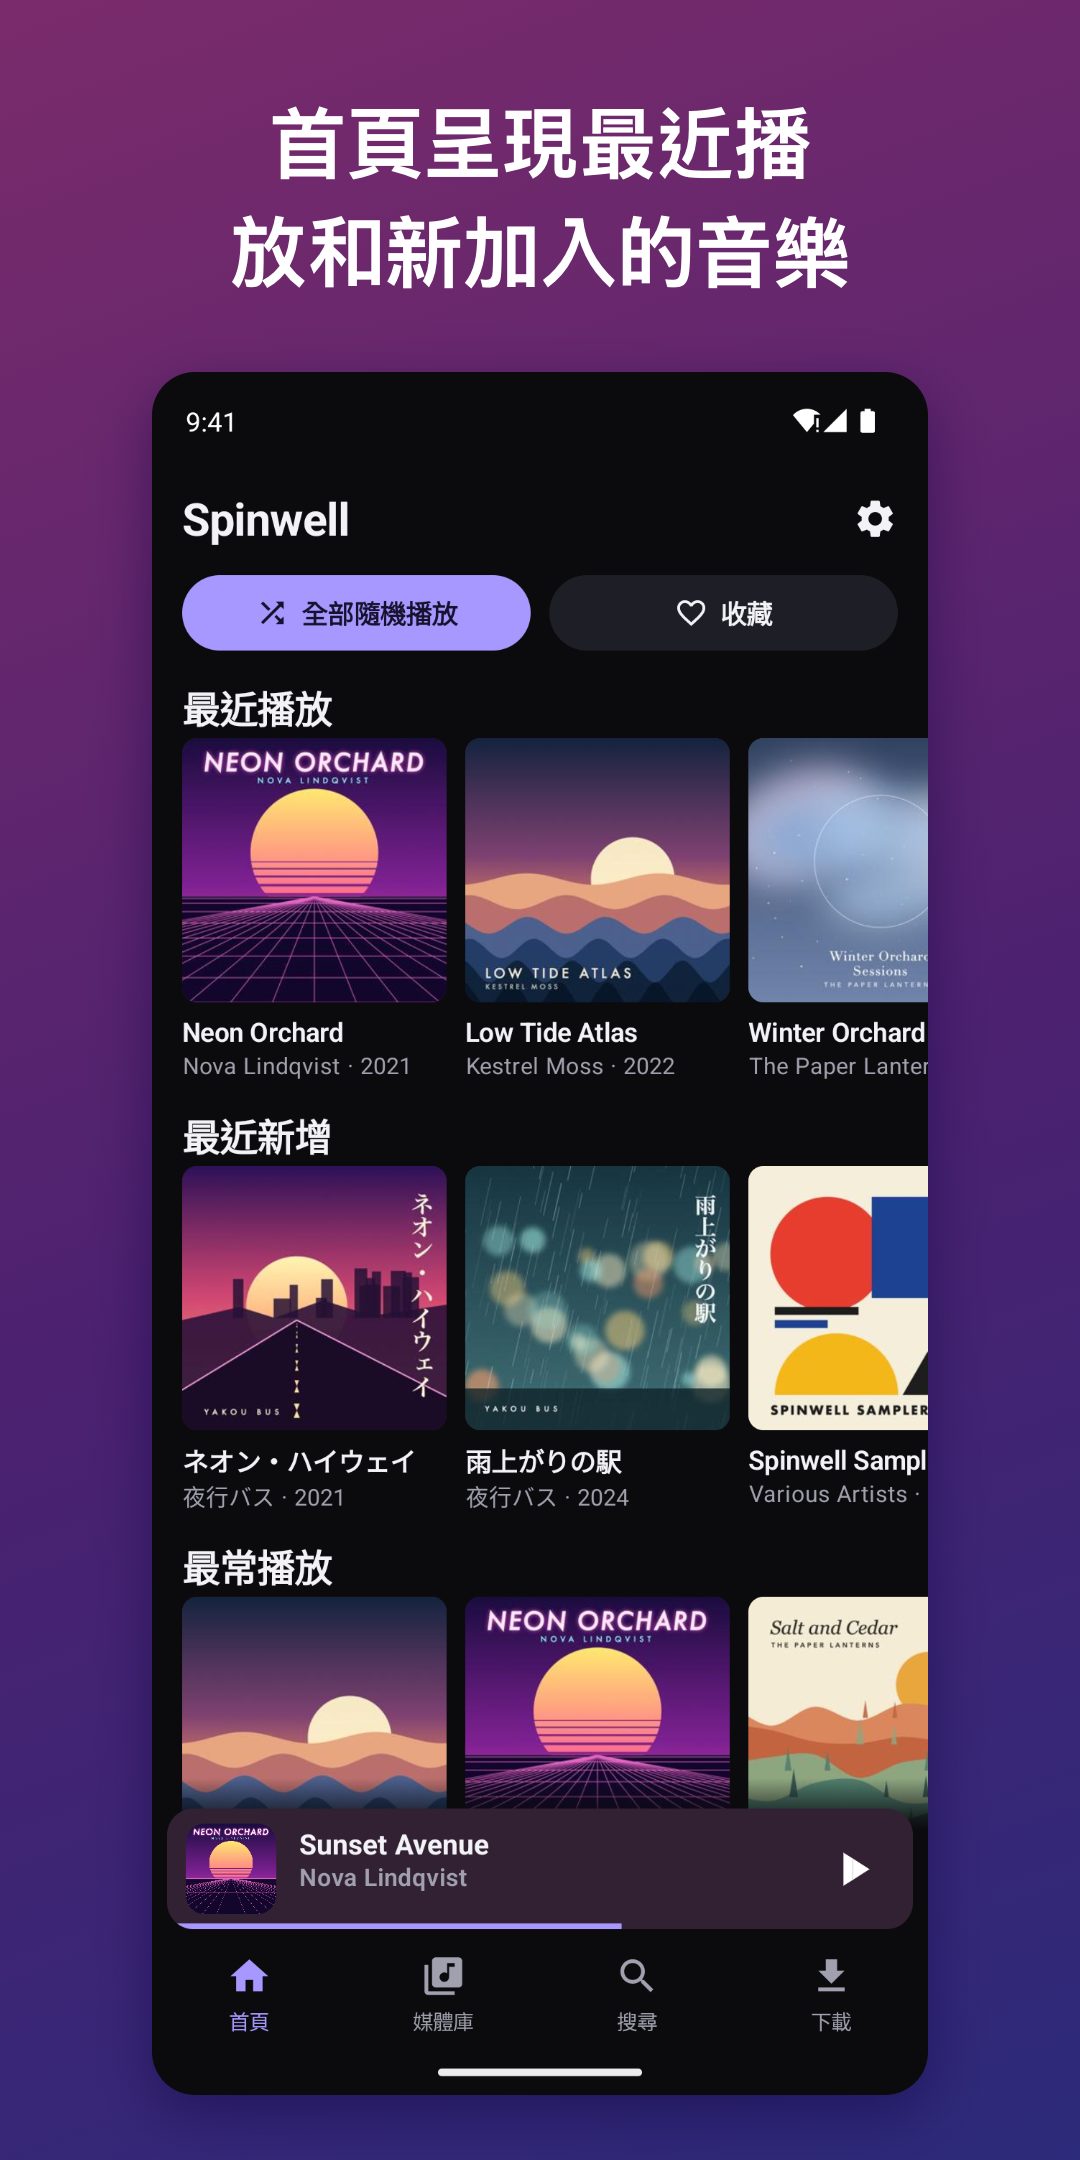 首頁呈現最近播
放和新加入的音樂
9:41
Spinwell
全部隨機播放
收藏
最近播放
NEON ORCHARD
NOVA LINDQVIST
LOW TIDE ATLAS
KESTREL MOSS
Winter Orchard
Sessions
THE PAPER LANTERN
Neon Orchard
Nova Lindqvist · 2021
Low Tide Atlas
Kestrel Moss · 2022
Winter Orchard
The Paper Lanter
最近新增
ネオン・ハイウェイ
YAKOU BUS
雨上がりの駅
YAKOU BUS
SPINWELL SAMPLER
ネオン・ハイウェイ
夜行バス · 2021
雨上がりの駅
夜行バス · 2024
Spinwell Sampl
Various Artists ·
最常播放
NEON ORCHARD
NOVA LINDQVIST
Salt and Cedar
THE PAPER LANTERNS
NEON ORCHARD
Sunset Avenue
Nova Lindqvist
首頁
媒體庫
搜尋
下載